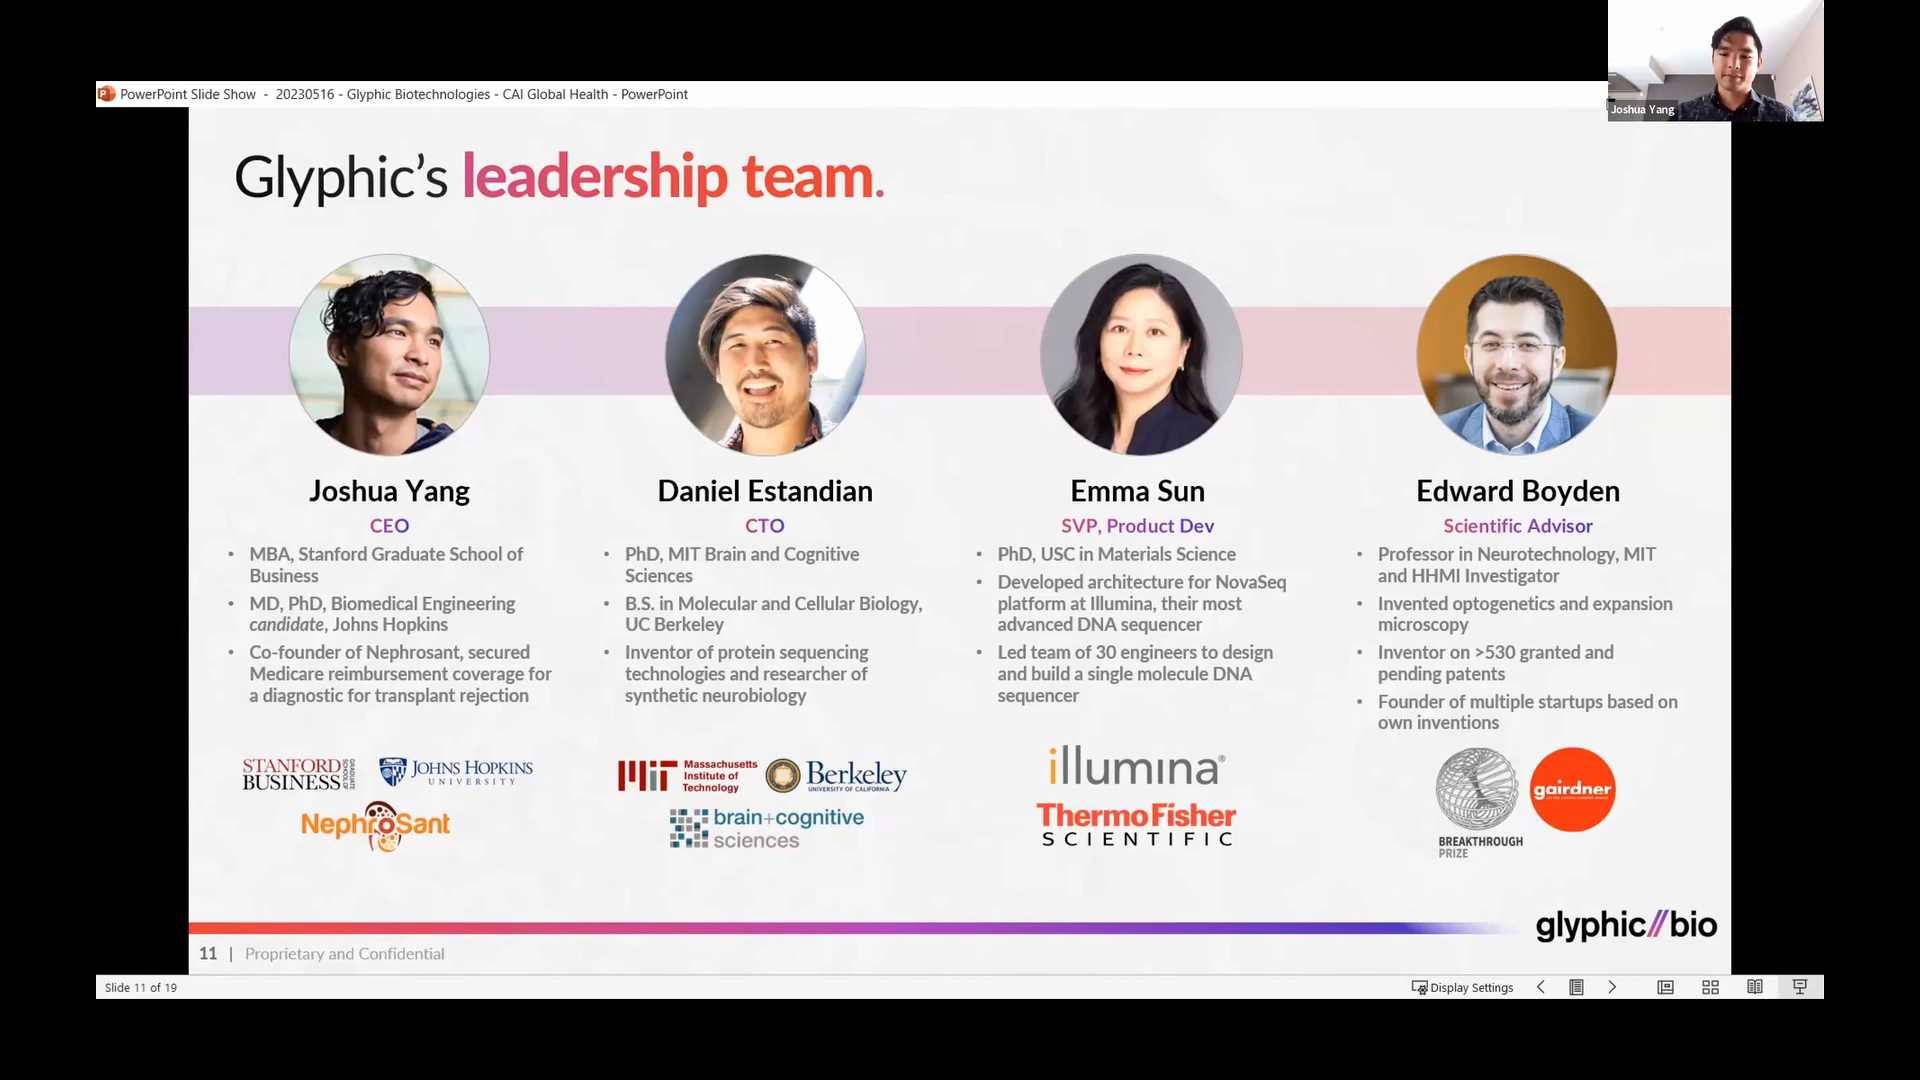 PowerPoint Slide Show - 20230516 - Glyphic Biotechnologies - CAI Global Health - PowerPoint
Joshua Yang
Glyphic's leadership team.
Joshua Yang
CEO
• MBA, Stanford Graduate School of
Business
• MD, PhD, Biomedical Engineering
candidate, Johns Hopkins
• Co-founder of Nephrosant, secured
Medicare reimbursement coverage for
a diagnostic for transplant rejection
STANFORD
BUSINESS
GRADUATE
SCHOOL OF
JOHNS HOPKINS
UNIVERSITY
NephroSant
Daniel Estandian
CTO
• PhD, MIT Brain and Cognitive
Sciences
• B.S. in Molecular and Cellular Biology,
UC Berkeley
• Inventor of protein sequencing
technologies and researcher of
synthetic neurobiology
MIT
Massachusetts
Institute of
Technology
Berkeley
UNIVERSITY OF CALIFORNIA
brain+cognitive
sciences
Emma Sun
SVP, Product Dev
• PhD, USC in Materials Science
• Developed architecture for NovaSeq
platform at Illumina, their most
advanced DNA sequencer
• Led team of 30 engineers to design
and build a single molecule DNA
sequencer
illumina®
ThermoFisher
SCIENTIFIC
Edward Boyden
Scientific Advisor
• Professor in Neurotechnology, MIT
and HHMI Investigator
• Invented optogenetics and expansion
microscopy
• Inventor on >530 granted and
pending patents
• Founder of multiple startups based on
own inventions
BREAKTHROUGH
PRIZE
gairdner
glyphic//bio
11 | Proprietary and Confidential
Slide 11 of 19
Display Settings